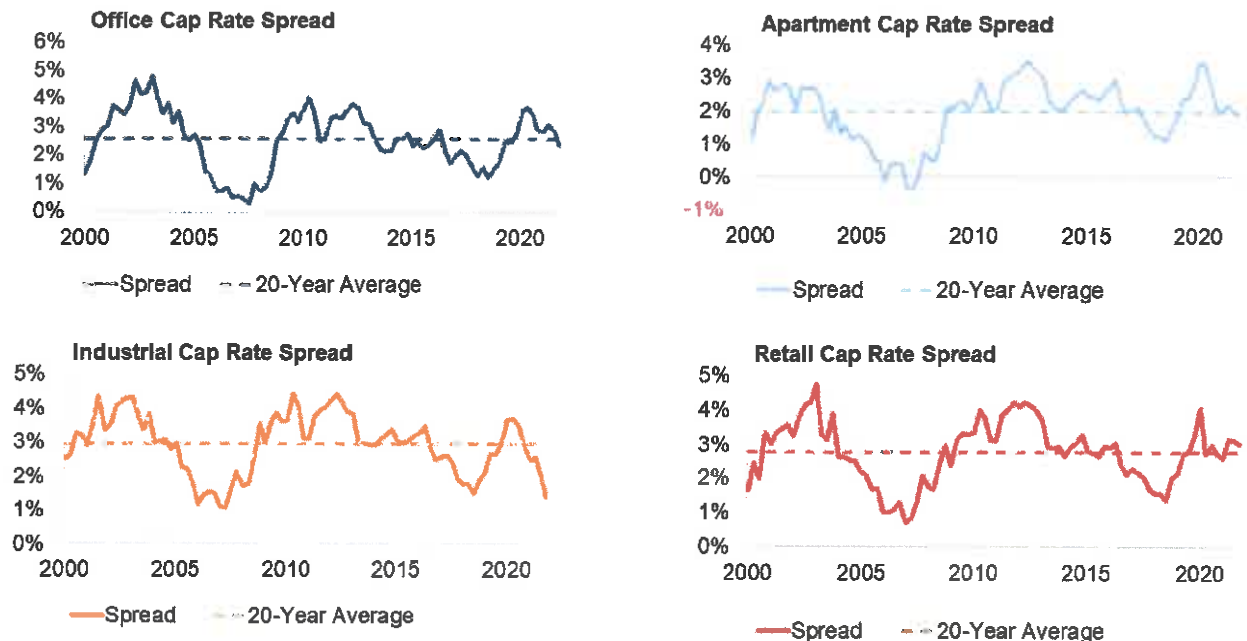 Office Cap Rate Spread
6%
5%
4%
3%
2%
1%
0%
2000 2005 2010 2015 2020
Spread 20-Year Average
Apartment Cap Rate Spread
4%
3%
2%
1%
0%
-1%
2000 2005 2010 2015 2020
Spread 20-Year Average
Industrial Cap Rate Spread
5%
4%
3%
2%
1%
0%
2000 2005 2010 2015 2020
Spread 20-Year Average
Retail Cap Rate Spread
5%
4%
3%
2%
1%
0%
2000 2005 2010 2015 2020
Spread 20-Year Average